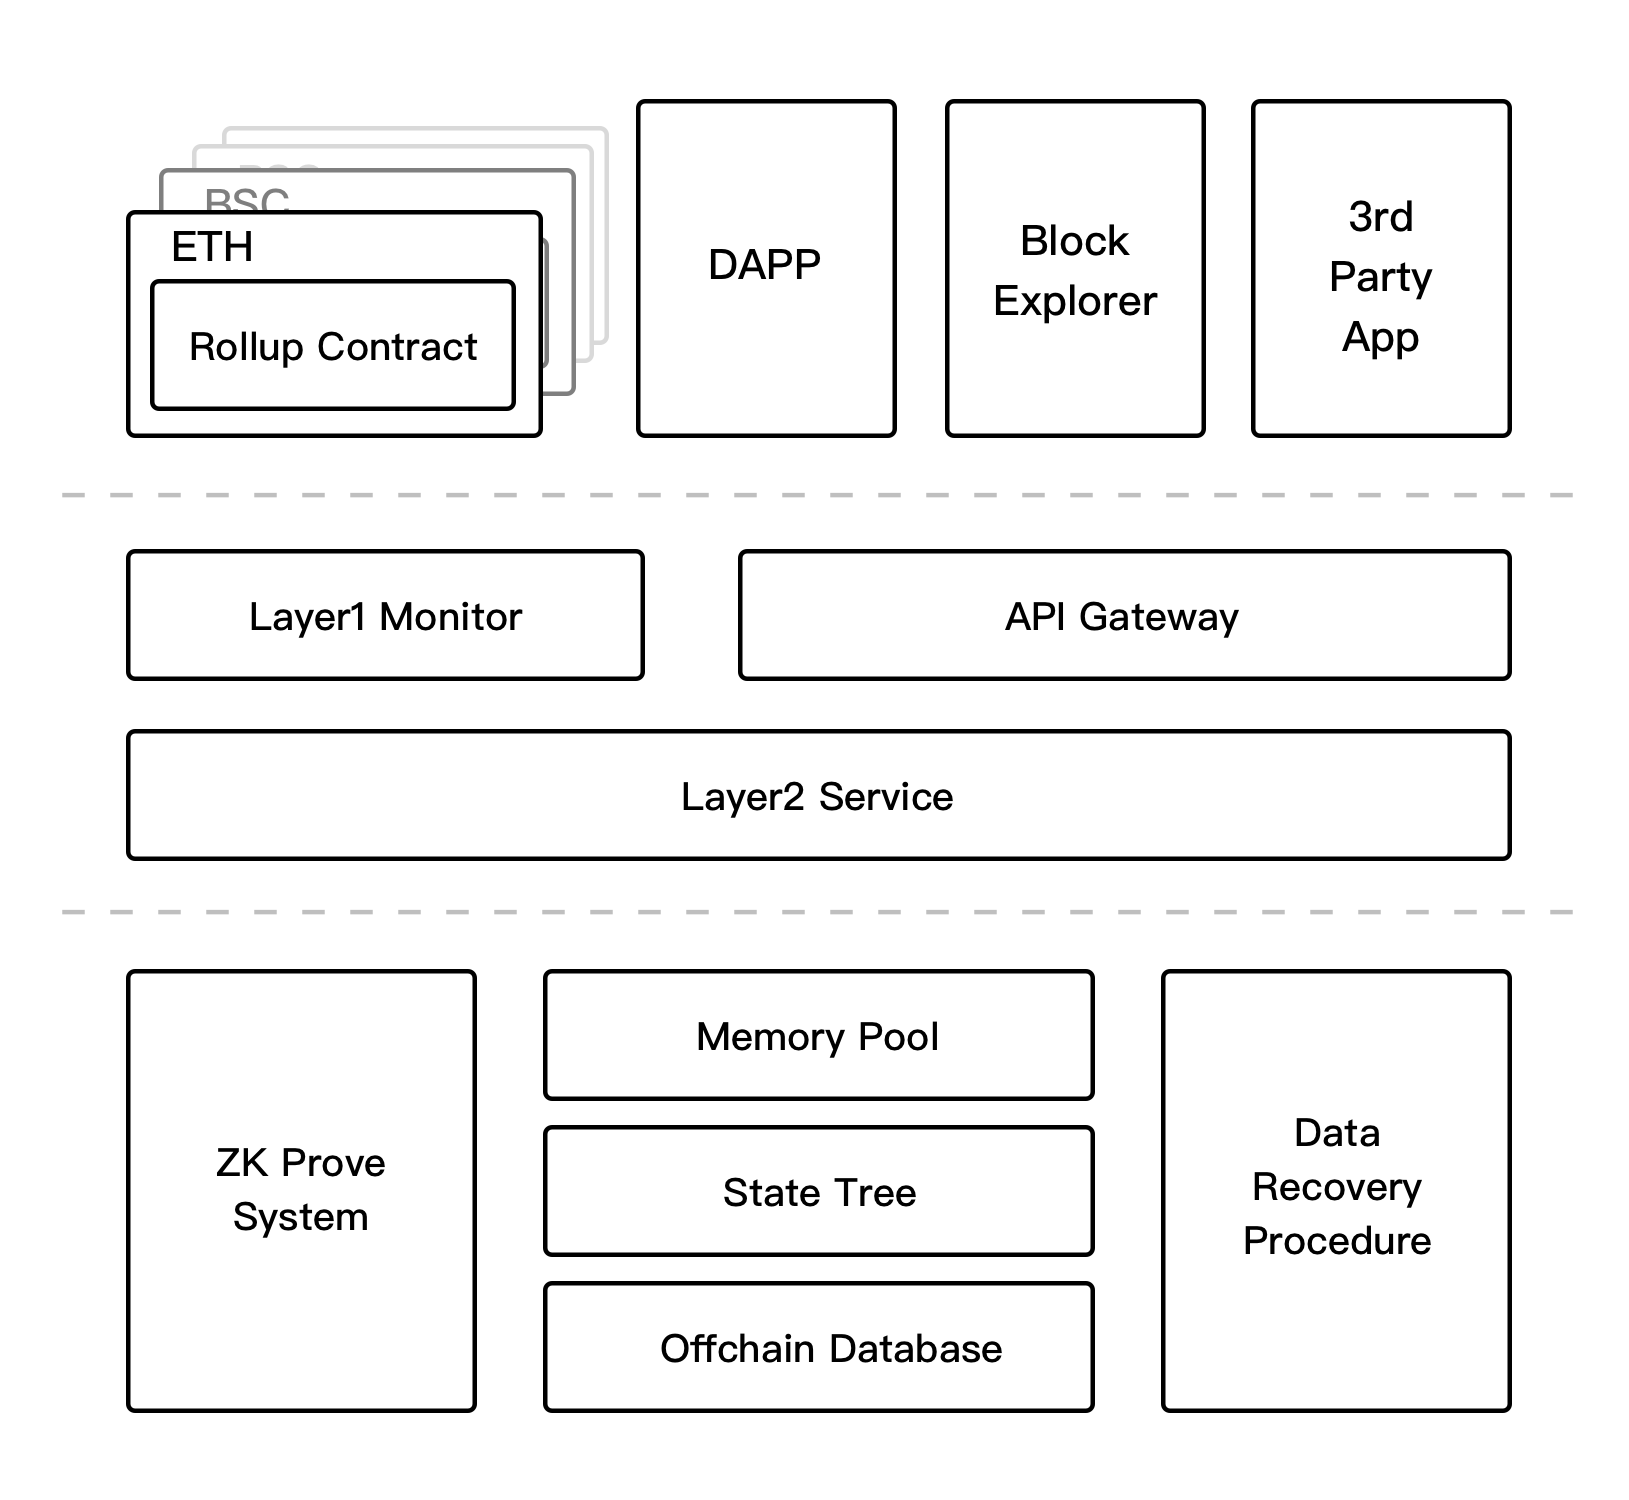 BSC
ETH
Rollup Contract
DAPP
Block
Explorer
3rd
Party
App
Layer1 Monitor
API Gateway
Layer2 Service
ZK Prove
System
Memory Pool
State Tree
Offchain Database
Data
Recovery
Procedure